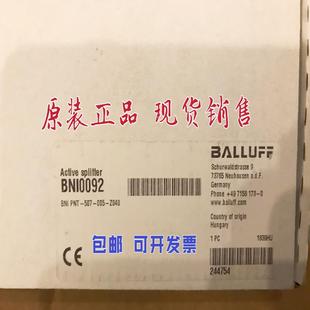 原装正品 现货销售
BALLUFF
Schurwaldstrasse 9
73765 Neuhausen a.d.F.
Germany
Phone +49 7158 173-0
Active splitter
BNI0092
BNI PNT-507-005-Z040
Country of origin
Hungary
1 PC 1839HU
包邮 可开发票
244754